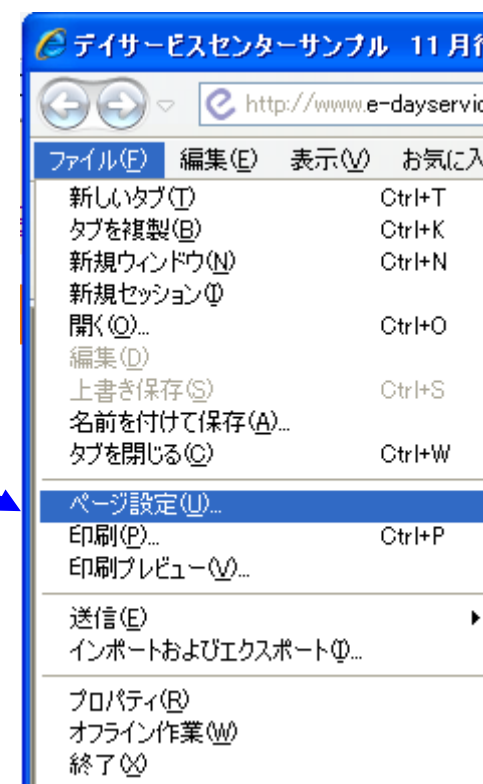 デイサービスセンターサンプル 11月
http://www.e-dayservic
ファイル(F) 編集(E) 表示(V) お気に入
新しいタブ(T) Ctrl+T
タブを複製(B) Ctrl+K
新規ウィンドウ(N) Ctrl+N
新規セッション(I)
開く(O)... Ctrl+O
編集(D)
上書き保存(S) Ctrl+S
名前を付けて保存(A)...
タブを閉じる(C) Ctrl+W
ページ設定(U)...
印刷(P)... Ctrl+P
印刷プレビュー(V)...
送信(E)
インポートおよびエクスポート(I)...
プロパティ(R)
オフライン作業(W)
終了(X)